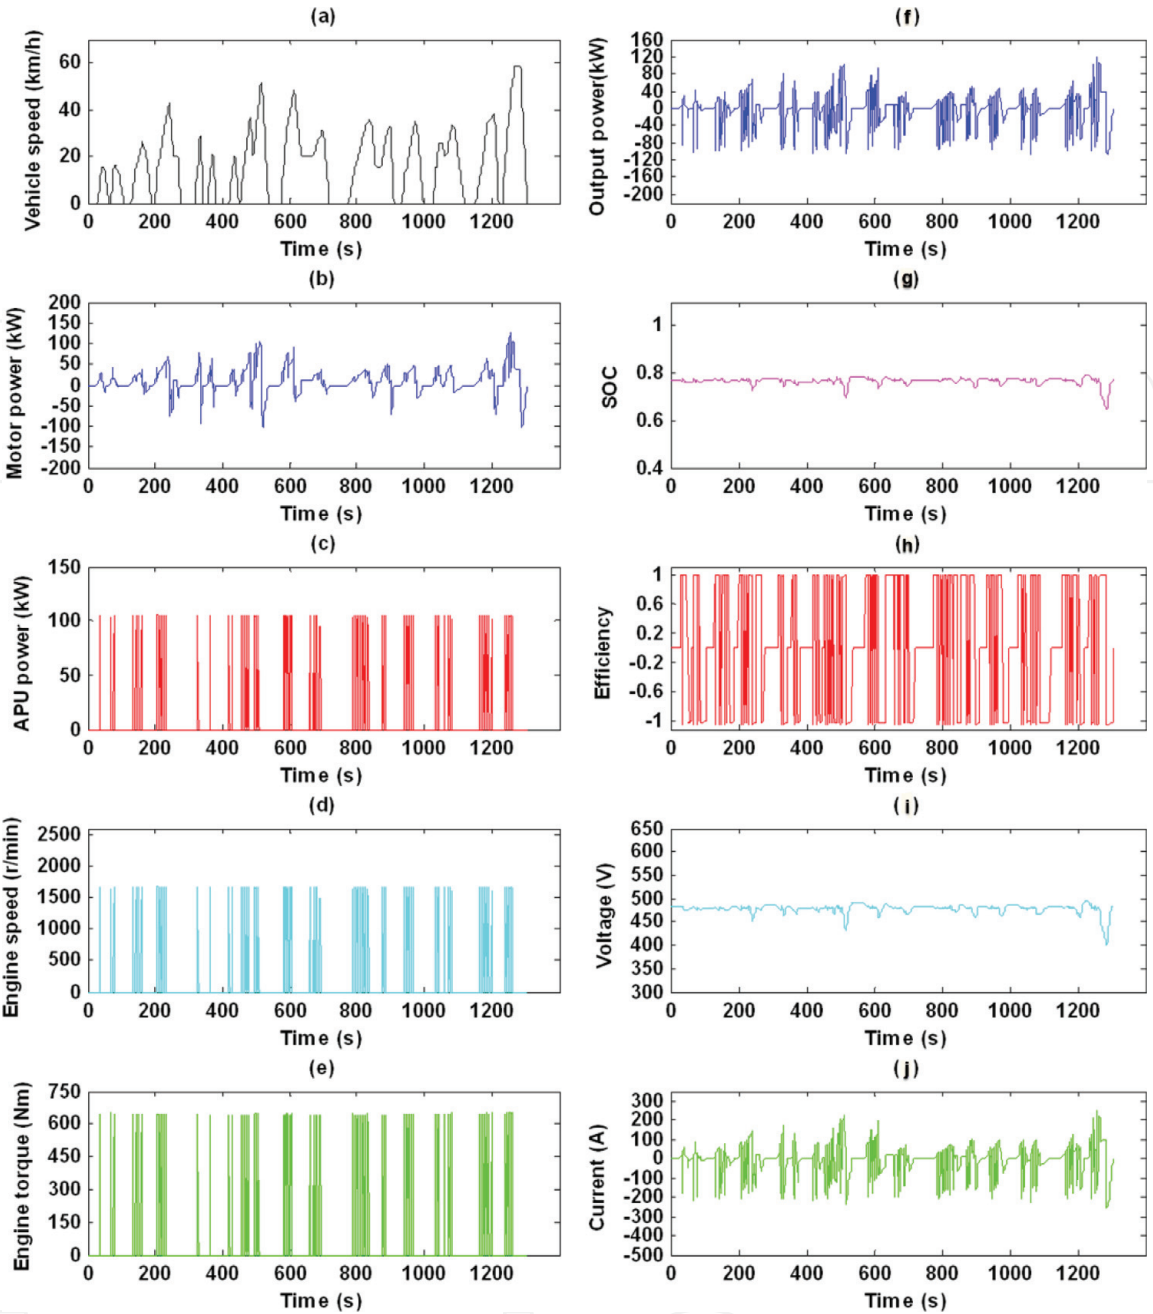 (a)
Vehicle speed (km/h)
60
40
20
0
0 200 400 600 800 1000 1200
Time (s)
(b)
Motor power (kW)
200
150
100
50
0
-50
-100
-150
-200
0 200 400 600 800 1000 1200
Time (s)
(c)
APU power (kW)
150
100
50
0
0 200 400 600 800 1000 1200
Time (s)
(d)
Engine speed (r/min)
2500
2000
1500
1000
500
0
0 200 400 600 800 1000 1200
Time (s)
(e)
Engine torque (Nm)
750
600
450
300
150
0
0 200 400 600 800 1000 1200
Time (s)
(f)
Output power(kW)
160
120
80
40
0
-40
-80
-120
-160
-200
0 200 400 600 800 1000 1200
Time (s)
(g)
SOC
1
0.8
0.6
0.4
0 200 400 600 800 1000 1200
Time (s)
(h)
Efficiency
1
0.6
0.2
-0.2
-0.6
-1
0 200 400 600 800 1000 1200
Time (s)
(i)
Voltage (V)
650
600
550
500
450
400
350
300
0 200 400 600 800 1000 1200
Time (s)
(j)
Current (A)
300
200
100
0
-100
-200
-300
-400
-500
0 200 400 600 800 1000 1200
Time (s)